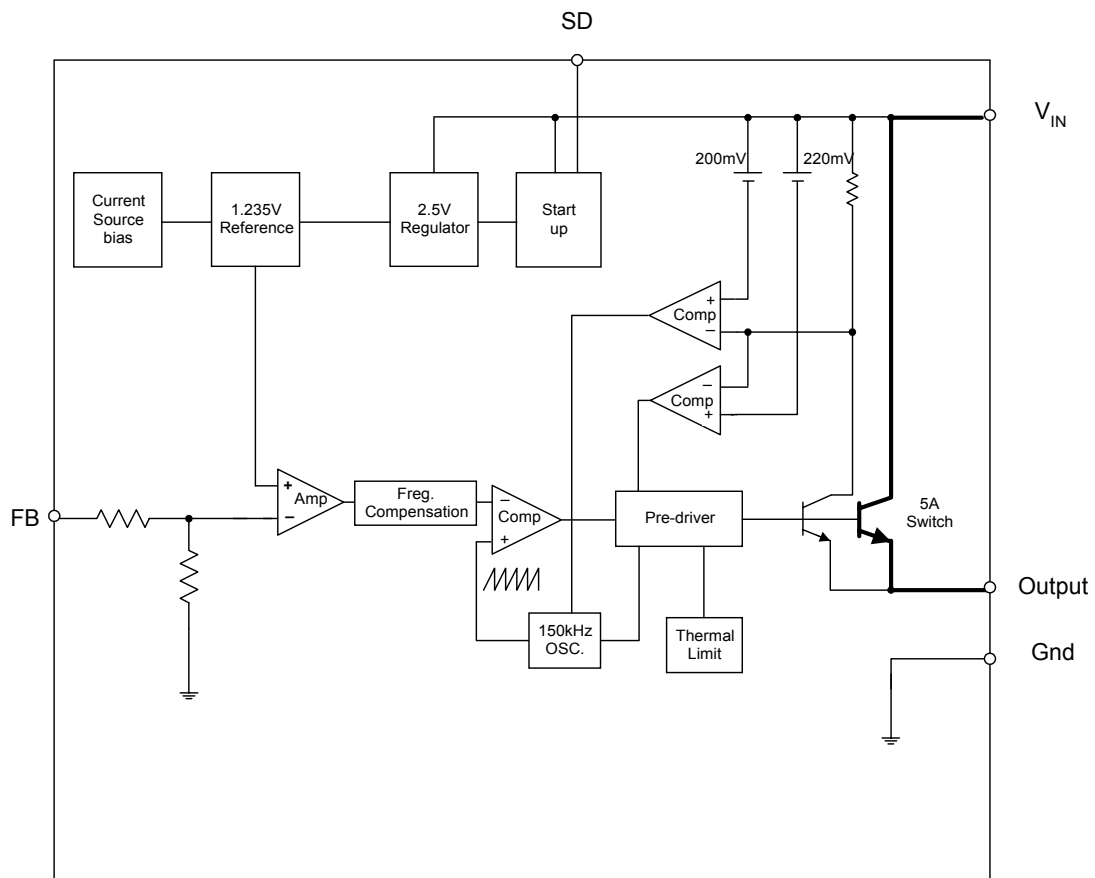 SD
V_IN
200mV
220mV
Current
Source
bias
1.235V
Reference
2.5V
Regulator
Start
up
+
Comp
−
−
Comp
+
FB
+
Amp
−
Freg.
Compensation
−
Comp
+
Pre-driver
5A
Switch
150kHz
OSC.
Thermal
Limit
Output
Gnd